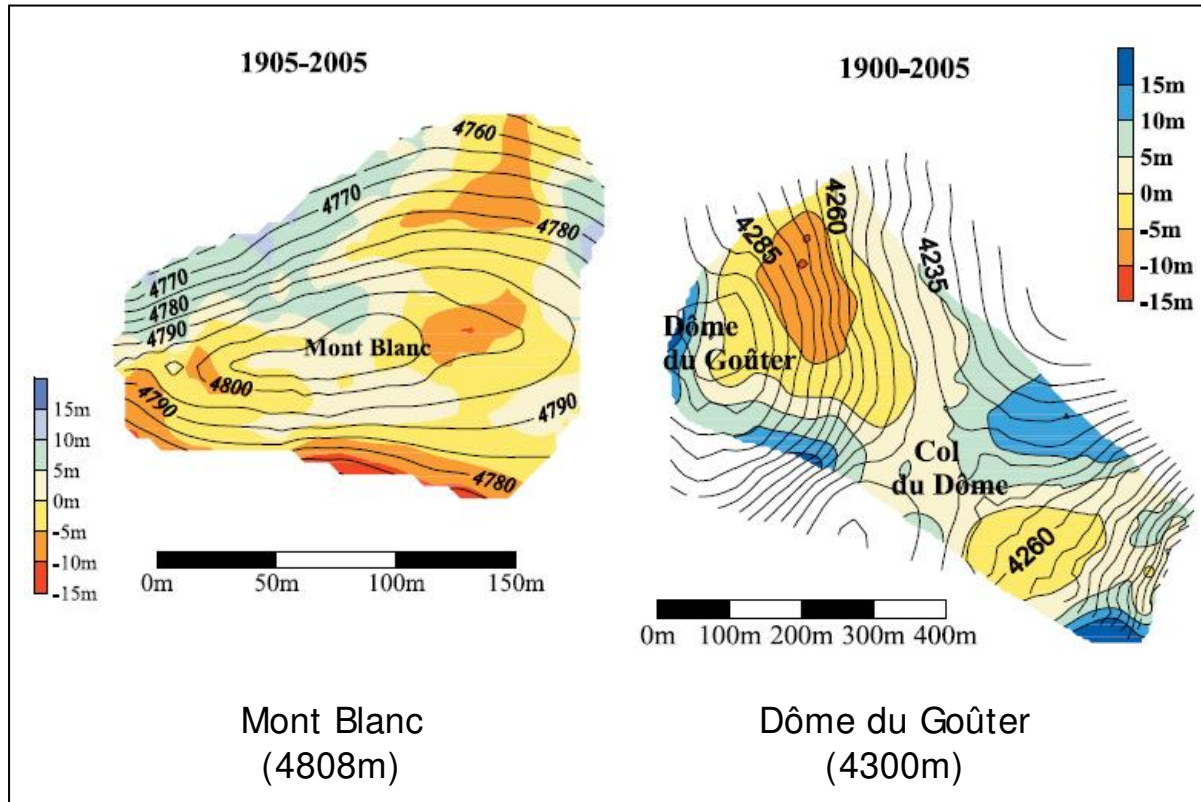 1905-2005
4760
4770
4780
4770
4780
4790
Mont Blanc
4800
4790
4790
4780
15m
10m
5m
0m
-5m
-10m
-15m
0m 50m 100m 150m
Mont Blanc
(4808m)
1900-2005
15m
10m
5m
0m
-5m
-10m
-15m
4260
4285
4235
Dôme
du Goûter
Col
du Dôme
4260
0m 100m 200m 300m 400m
Dôme du Goûter
(4300m)